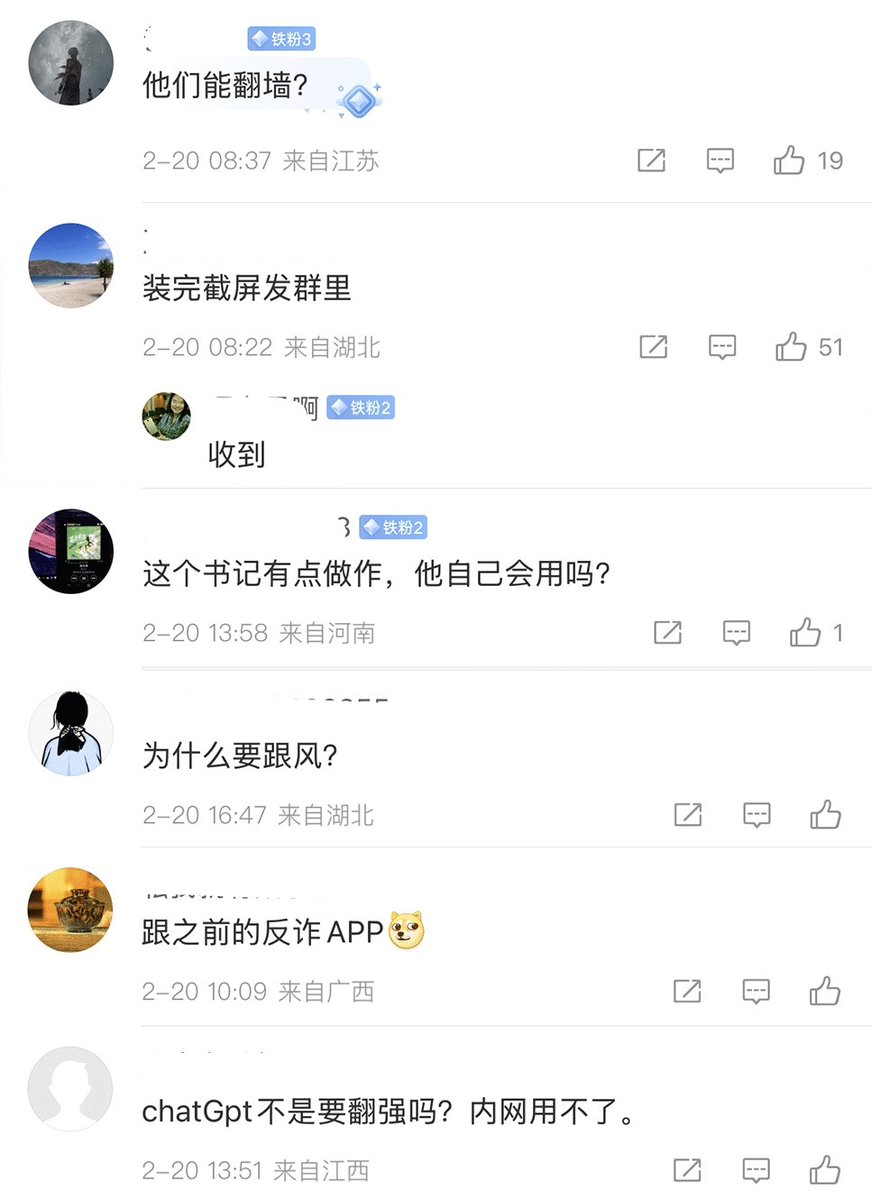 铁粉3
他们能翻墙？
2-20 08:37 来自江苏
19
装完截屏发群里
2-20 08:22 来自湖北
51
啊 铁粉2
收到
铁粉2
这个书记有点做作，他自己会用吗？
2-20 13:58 来自河南
1
为什么要跟风？
2-20 16:47 来自湖北
跟之前的反诈APP
2-20 10:09 来自广西
chatGpt不是要翻强吗？内网用不了。
2-20 13:51 来自江西